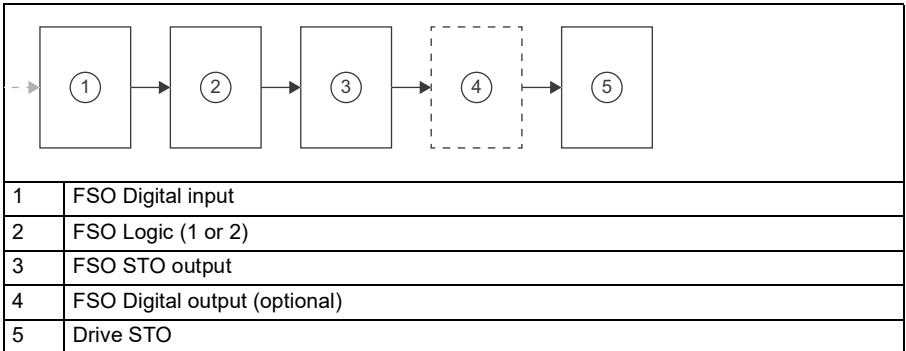 1 2 3 4 5
1 FSO Digital input
2 FSO Logic (1 or 2)
3 FSO STO output
4 FSO Digital output (optional)
5 Drive STO